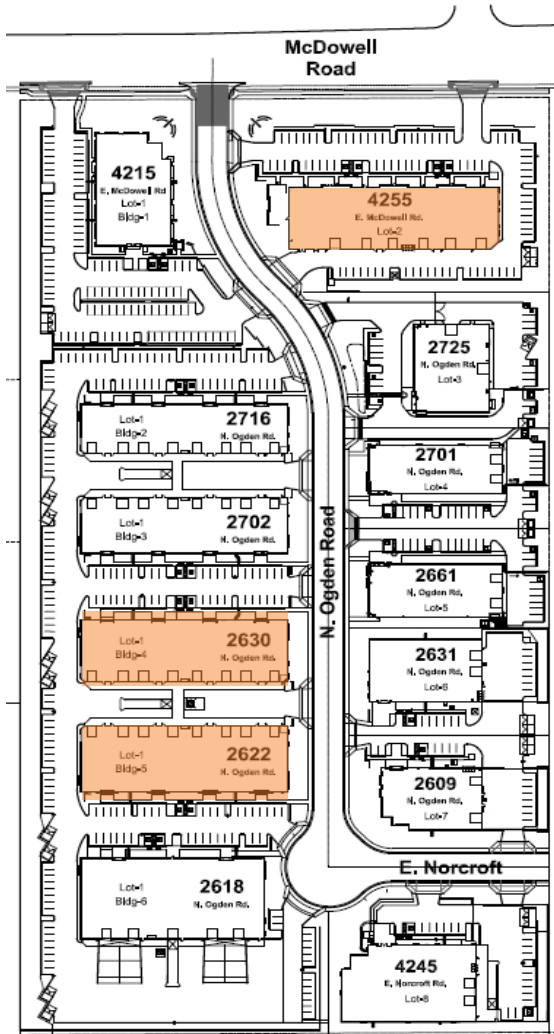 McDowell
Road
4215
E. McDowell Rd
Lot-1
Bldg-1
4255
E. McDowell Rd.
Lot-2
2725
N. Ogden Rd.
Lot-3
Lot-1
Bldg-2
2716
N. Ogden Rd.
2701
N. Ogden Rd.
Lot-4
Lot-1
Bldg-3
2702
N. Ogden Rd.
N. Ogden Road
2661
N. Ogden Rd.
Lot-5
Lot-1
Bldg-4
2630
N. Ogden Rd.
2631
N. Ogden Rd.
Lot-6
Lot-1
Bldg-5
2622
N. Ogden Rd.
2609
N. Ogden Rd.
Lot-7
E. Norcroft
Lot-1
Bldg-6
2618
N. Ogden Rd.
4245
E. Norcroft Rd.
Lot-8